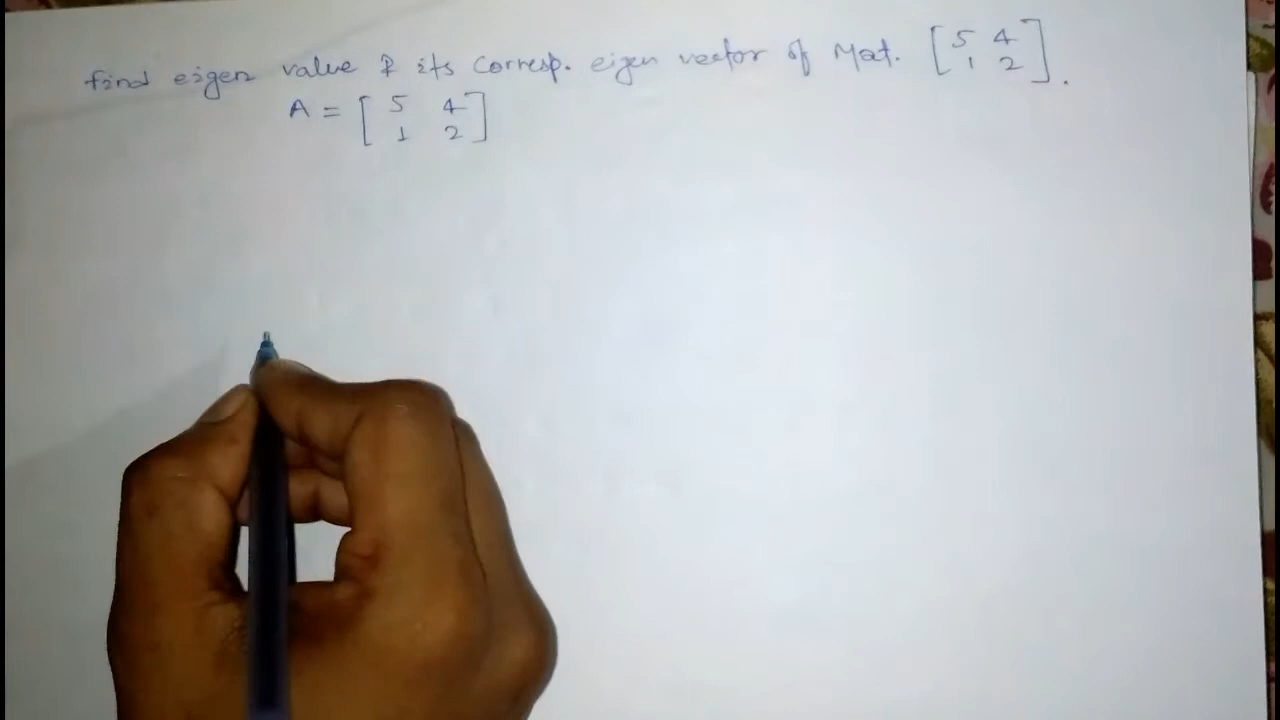 find eigen value & its corresp. eigen vector of Mat. [5 4
1 2].
A = [5 4
1 2]